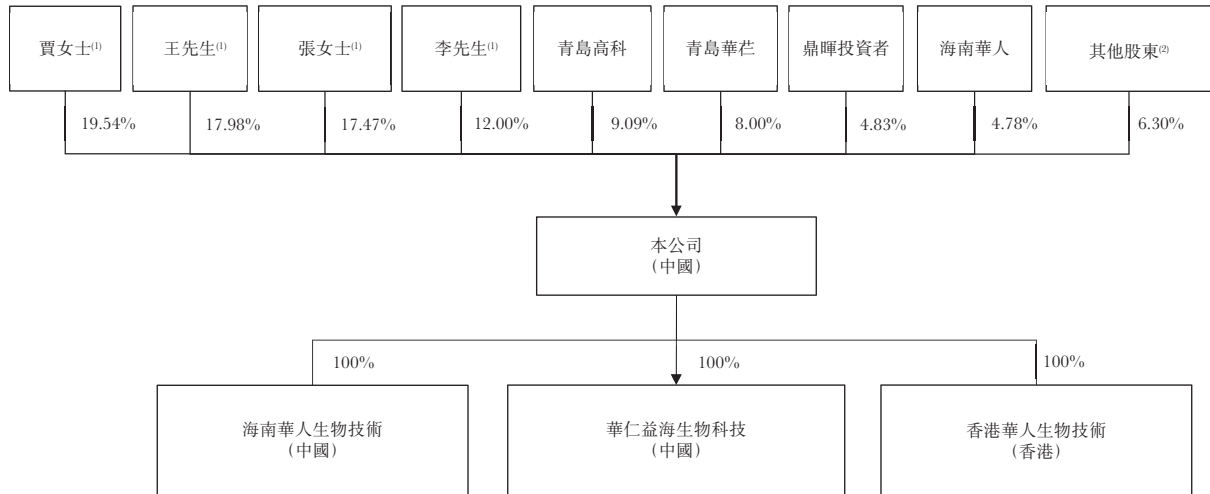 賈女士(1)
王先生(1)
張女士(1)
李先生(1)
青島高科
青島華芢
鼎暉投資者
海南華人
其他股東(2)
19.54%
17.98%
17.47%
12.00%
9.09%
8.00%
4.83%
4.78%
6.30%
本公司
（中國）
100%
100%
100%
海南華人生物技術
（中國）
華仁益海生物科技
（中國）
香港華人生物技術
（香港）